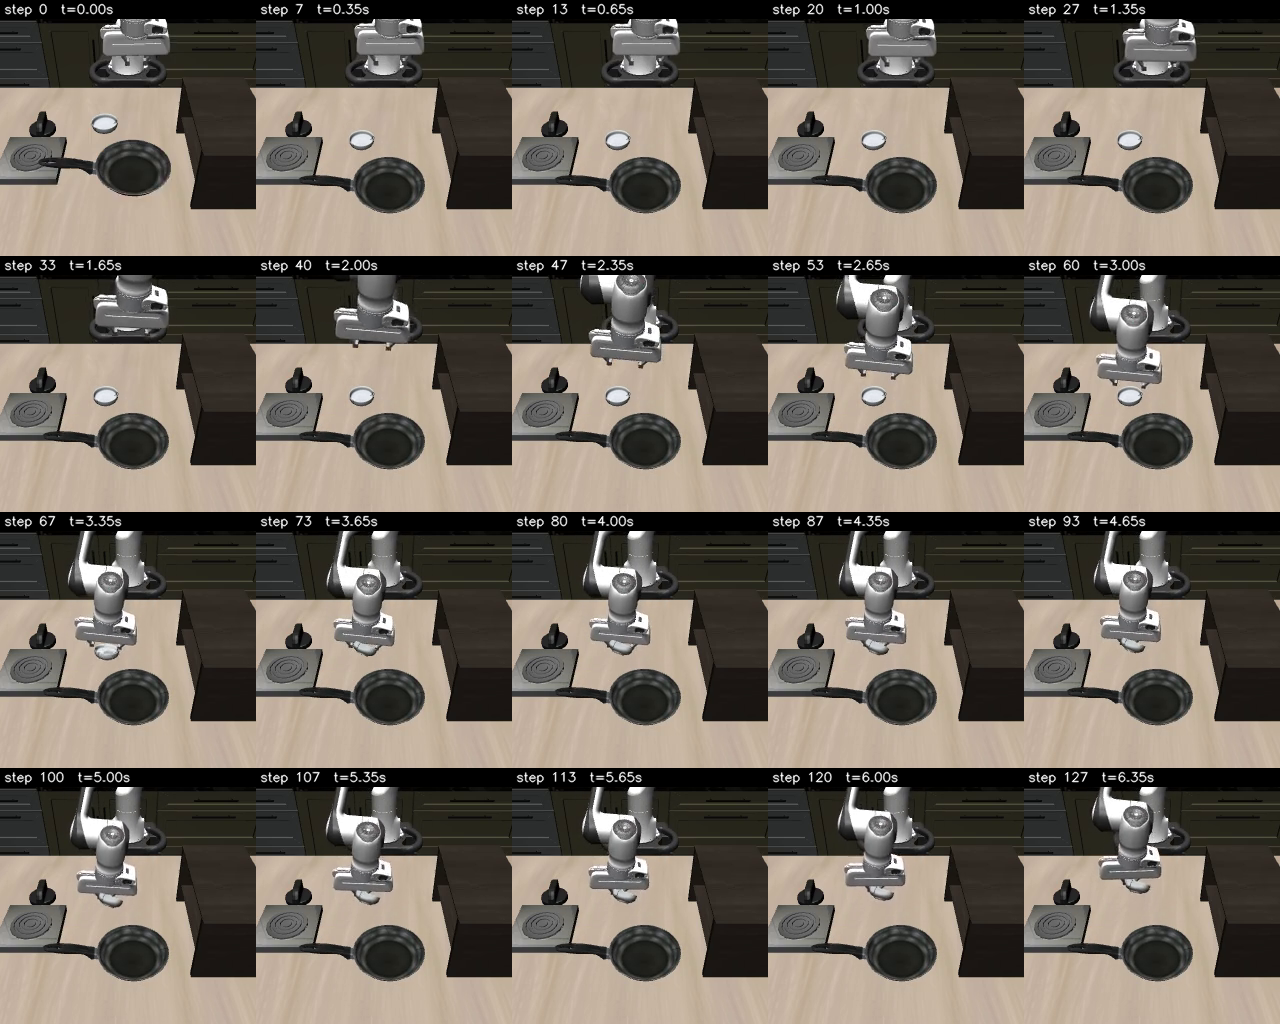 step 0 t=0.00s
step 7 t=0.35s
step 13 t=0.65s
step 20 t=1.00s
step 27 t=1.35s
step 33 t=1.65s
step 40 t=2.00s
step 47 t=2.35s
step 53 t=2.65s
step 60 t=3.00s
step 67 t=3.35s
step 73 t=3.65s
step 80 t=4.00s
step 87 t=4.35s
step 93 t=4.65s
step 100 t=5.00s
step 107 t=5.35s
step 113 t=5.65s
step 120 t=6.00s
step 127 t=6.35s